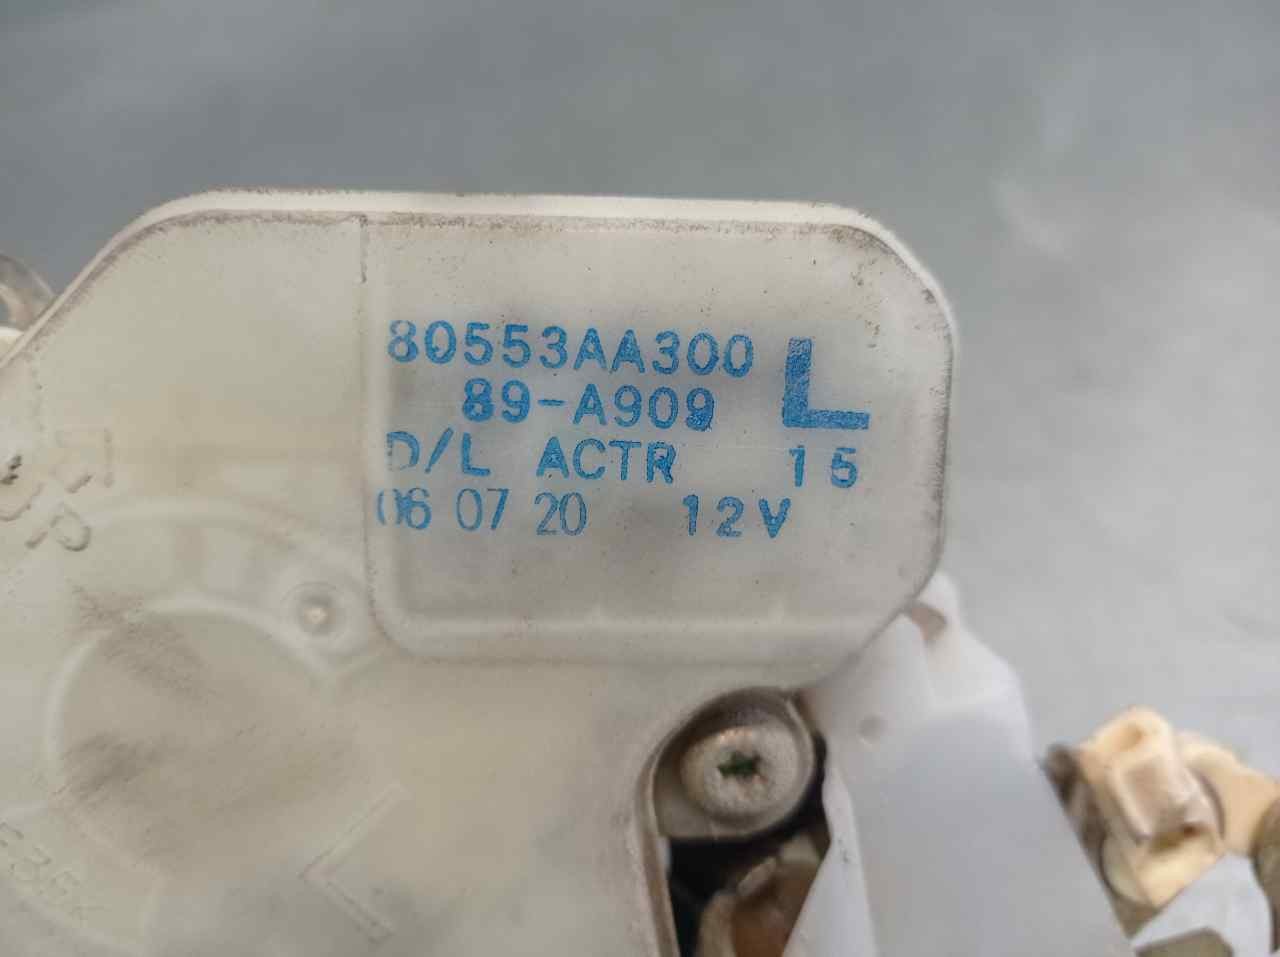 80553AA300 L
89-A909
D/L ACTR 15
06 07 20 12V
L